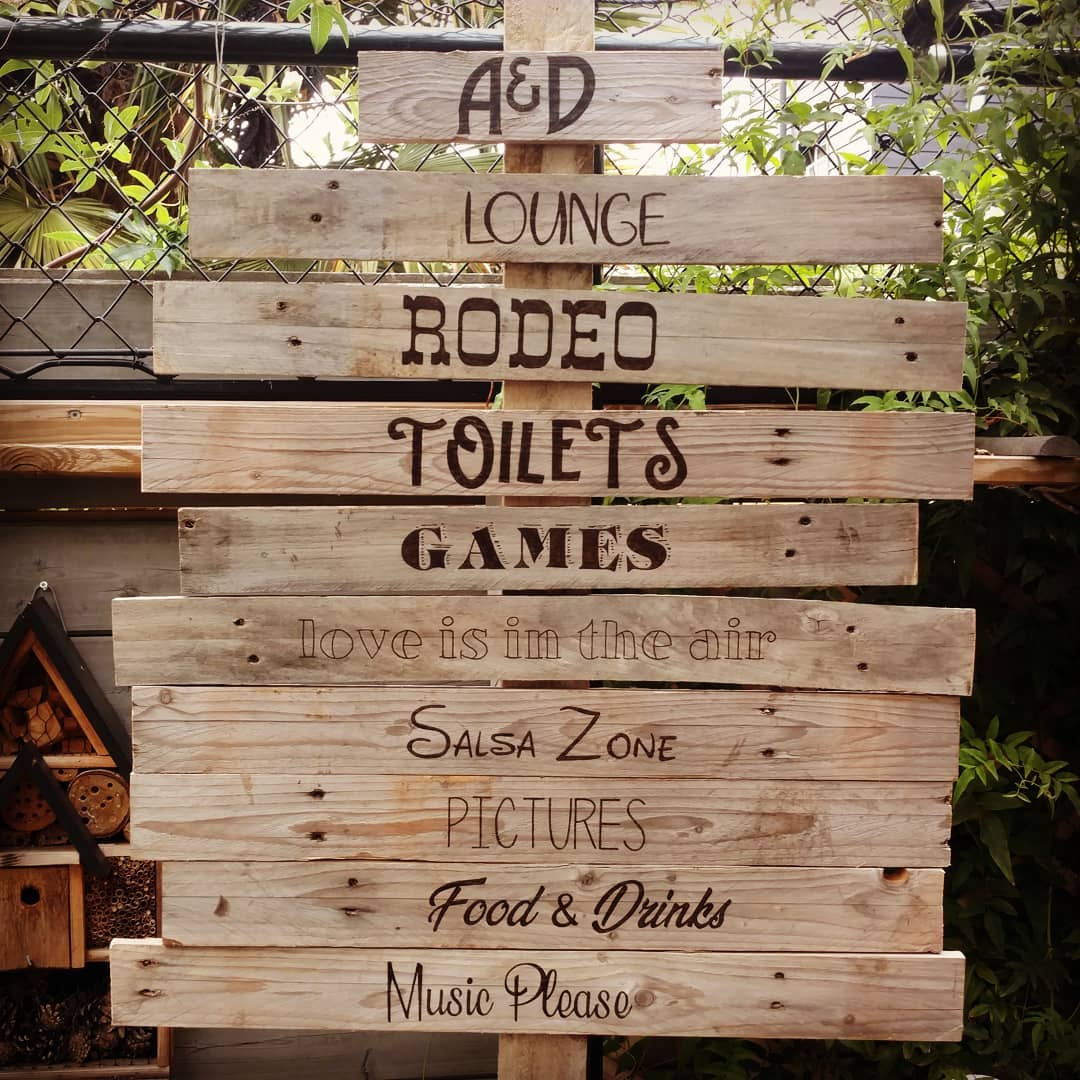 A&D
LOUNGE
RODEO
TOILETS
GAMES
love is in the air
Salsa Zone
PICTURES
Food & Drinks
Music Please